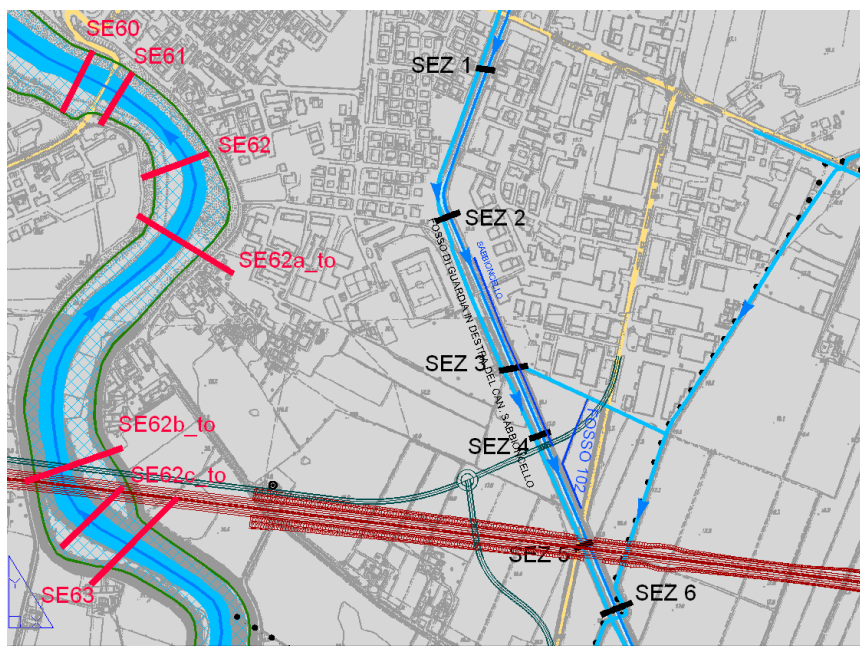 SE60
SE61
SEZ 1
SE62
SEZ 2
SE62a_to
SABBIONCELLO
FOSSO DI GUARDIA IN DESTRA DEL CAN. SABBIONCELLO
SEZ 3
SE62b_to
SEZ 4
FOSSO 102
SE62c_to
SEZ 5
SE63
SEZ 6